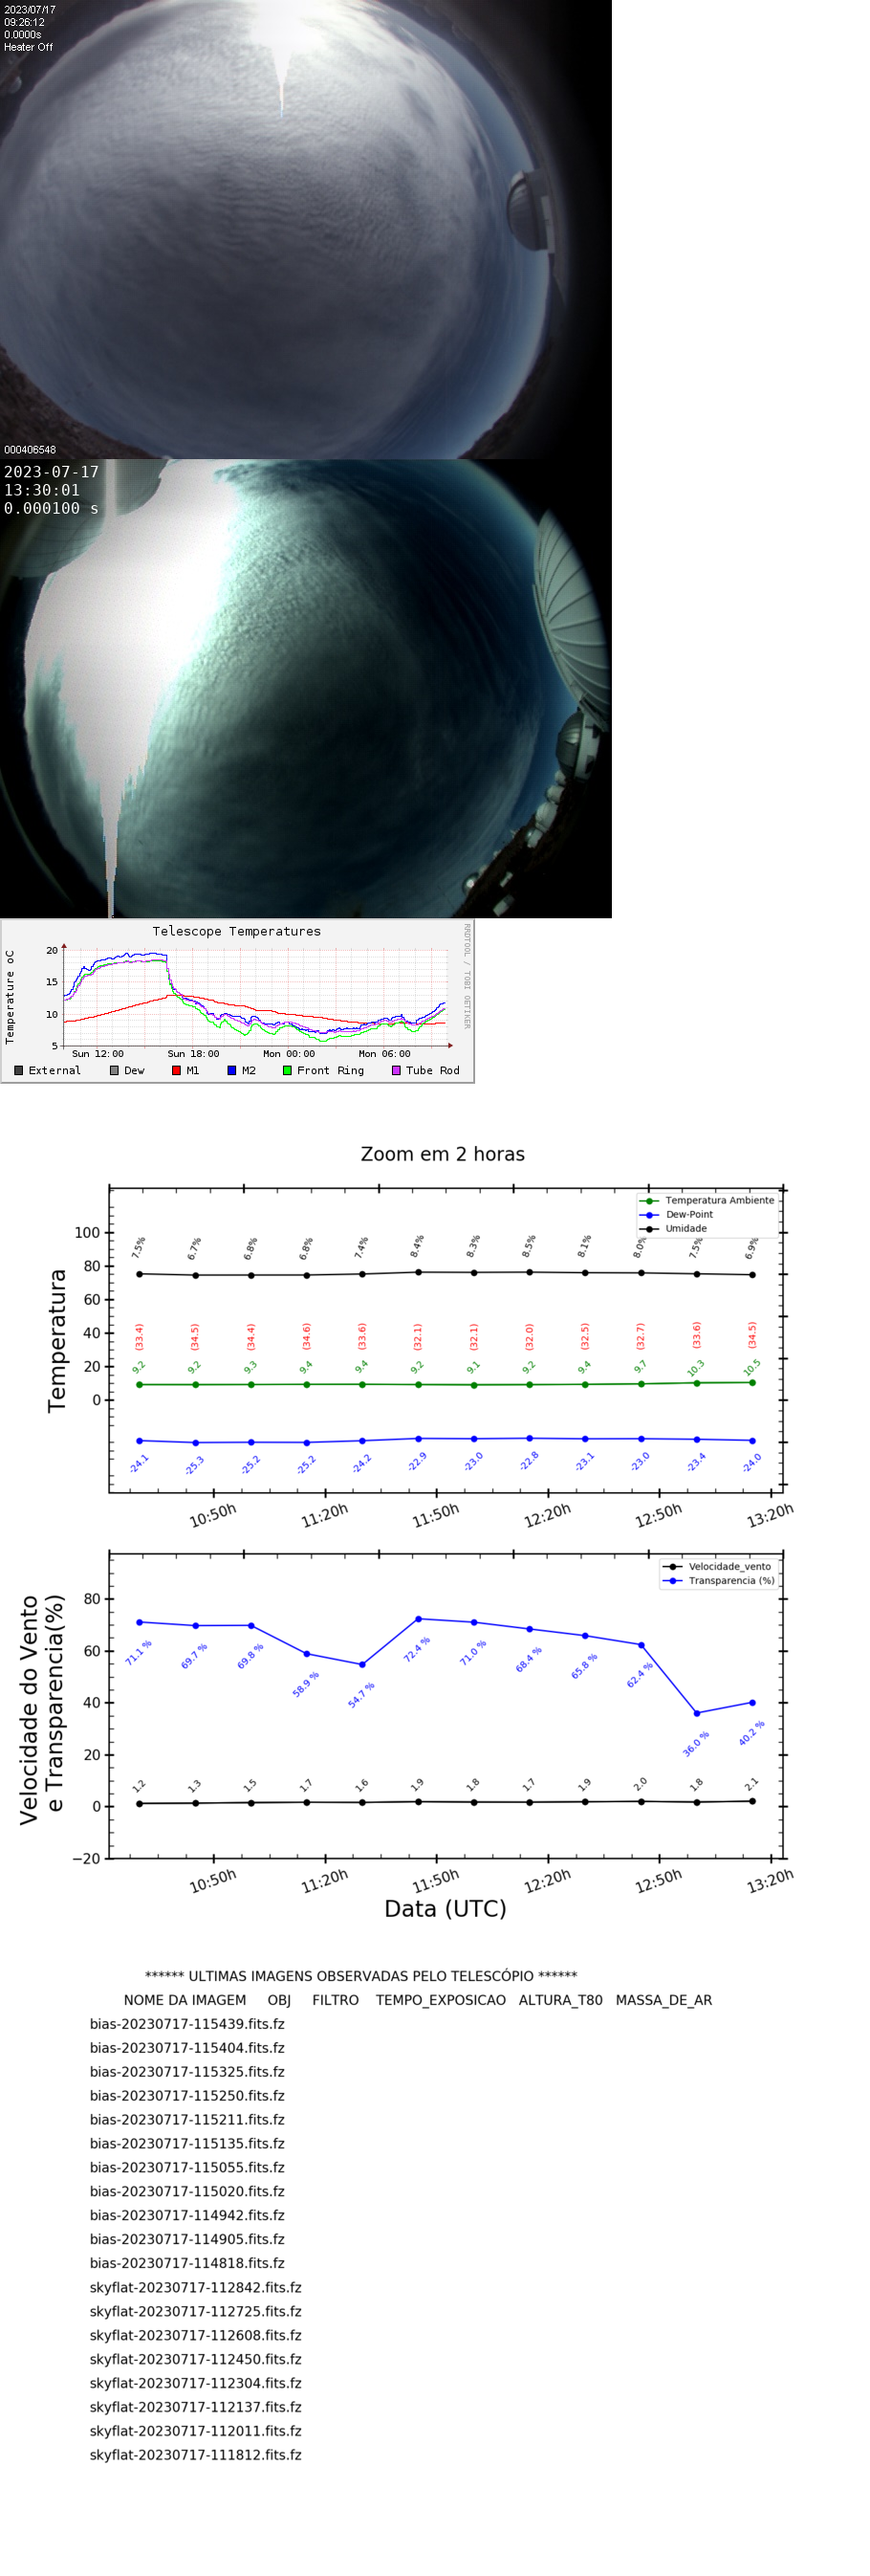 2023/07/17
09:26:12
0.0000s
Heater Off
000406548
2023-07-17
13:30:01
0.000100 s
Telescope Temperatures
RRDTOOL / TOBI OETIKER
Temperature oC
20
15
10
5
Sun 12:00 Sun 18:00 Mon 00:00 Mon 06:00
External Dew M1 M2 Front Ring Tube Rod
Zoom em 2 horas
Temperatura Ambiente
Dew-Point
Umidade
Temperatura
100
80
60
40
20
0
7.5% 6.7% 6.8% 6.8% 7.4% 8.4% 8.3% 8.5% 8.1% 8.0% 7.5% 6.9%
(33.4) (34.5) (34.4) (34.6) (33.6) (32.1) (32.1) (32.0) (32.5) (32.7) (33.6) (34.5)
9.2 9.2 9.3 9.4 9.4 9.2 9.1 9.2 9.4 9.7 10.3 10.5
-24.1 -25.3 -25.2 -25.2 -24.2 -22.9 -23.0 -22.8 -23.1 -23.0 -23.4 -24.0
10:50h 11:20h 11:50h 12:20h 12:50h 13:20h
Velocidade_vento
Transparencia (%)
Velocidade do Vento
e Transparencia(%)
80
60
40
20
0
−20
71.1 % 69.7 % 69.8 % 58.9 % 54.7 % 72.4 % 71.0 % 68.4 % 65.8 % 62.4 % 36.0 % 40.2 %
1.2 1.3 1.5 1.7 1.6 1.9 1.8 1.7 1.9 2.0 1.8 2.1
10:50h 11:20h 11:50h 12:20h 12:50h 13:20h
Data (UTC)
****** ULTIMAS IMAGENS OBSERVADAS PELO TELESCÓPIO ******
NOME DA IMAGEM OBJ FILTRO TEMPO_EXPOSICAO ALTURA_T80 MASSA_DE_AR
bias-20230717-115439.fits.fz
bias-20230717-115404.fits.fz
bias-20230717-115325.fits.fz
bias-20230717-115250.fits.fz
bias-20230717-115211.fits.fz
bias-20230717-115135.fits.fz
bias-20230717-115055.fits.fz
bias-20230717-115020.fits.fz
bias-20230717-114942.fits.fz
bias-20230717-114905.fits.fz
bias-20230717-114818.fits.fz
skyflat-20230717-112842.fits.fz
skyflat-20230717-112725.fits.fz
skyflat-20230717-112608.fits.fz
skyflat-20230717-112450.fits.fz
skyflat-20230717-112304.fits.fz
skyflat-20230717-112137.fits.fz
skyflat-20230717-112011.fits.fz
skyflat-20230717-111812.fits.fz